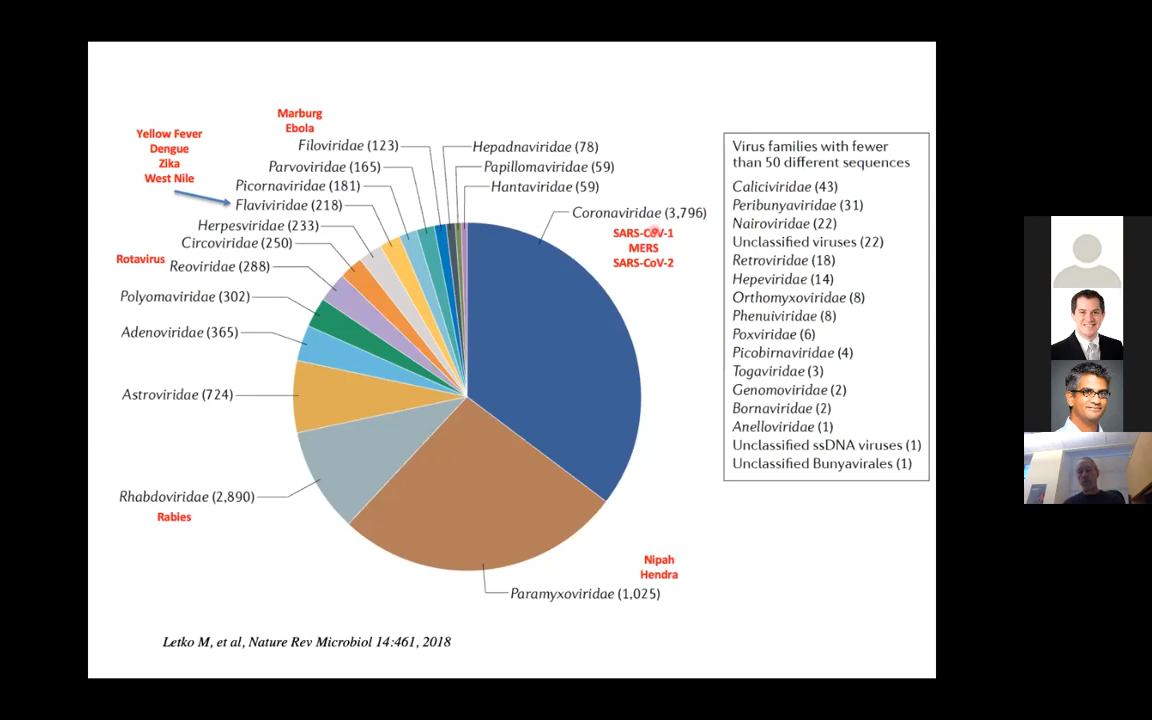 Marburg
Ebola
Yellow Fever
Dengue
Zika
West Nile
Filoviridae (123)
Parvoviridae (165)
Picornaviridae (181)
Flaviviridae (218)
Herpesviridae (233)
Circoviridae (250)
Rotavirus
Reoviridae (288)
Polyomaviridae (302)
Adenoviridae (365)
Astroviridae (724)
Rhabdoviridae (2,890)
Rabies
Hepadnaviridae (78)
Papillomaviridae (59)
Hantaviridae (59)
Coronaviridae (3,796)
SARS-CoV-1
MERS
SARS-CoV-2
Nipah
Hendra
Paramyxoviridae (1,025)
Virus families with fewer
than 50 different sequences
Caliciviridae (43)
Peribunyaviridae (31)
Nairoviridae (22)
Unclassified viruses (22)
Retroviridae (18)
Hepeviridae (14)
Orthomyxoviridae (8)
Phenuiviridae (8)
Poxviridae (6)
Picobirnaviridae (4)
Togaviridae (3)
Genomoviridae (2)
Bornaviridae (2)
Anelloviridae (1)
Unclassified ssDNA viruses (1)
Unclassified Bunyavirales (1)
Letko M, et al, Nature Rev Microbiol 14:461, 2018